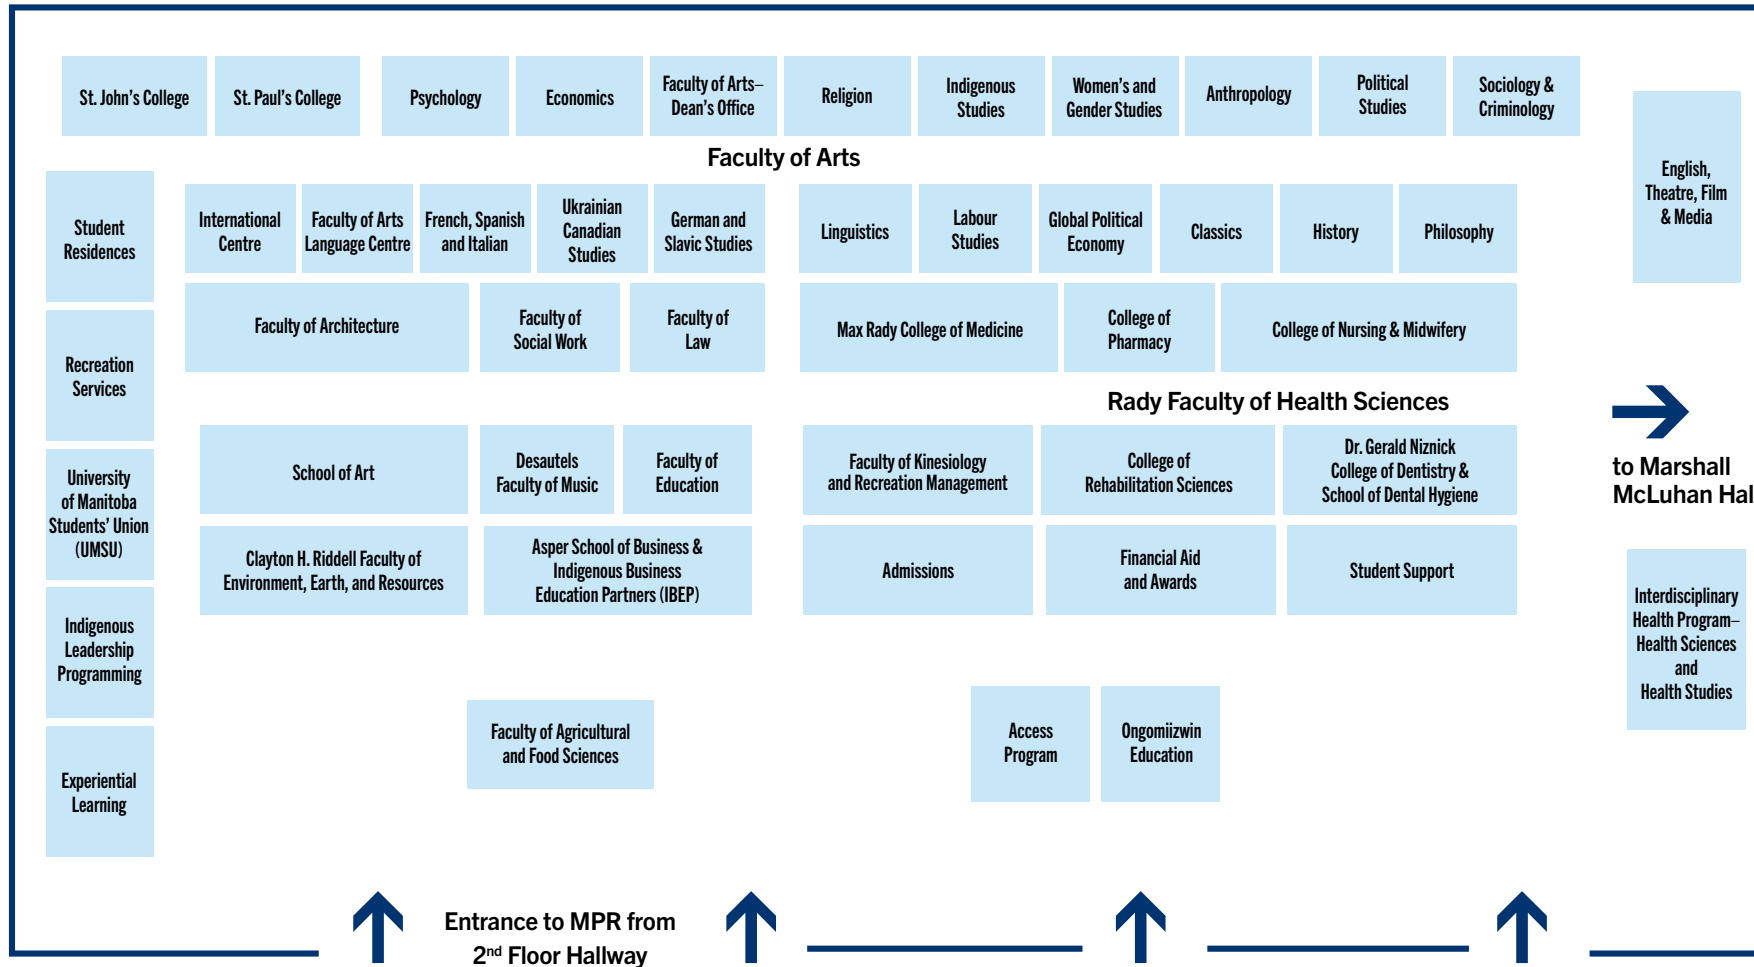 St. John's College
St. Paul's College
Psychology
Economics
Faculty of Arts–
Dean's Office
Religion
Indigenous
Studies
Women's and
Gender Studies
Anthropology
Political
Studies
Sociology &
Criminology
English,
Theatre, Film
& Media
Faculty of Arts
Student
Residences
International
Centre
Faculty of Arts
Language Centre
French, Spanish
and Italian
Ukrainian
Canadian
Studies
German and
Slavic Studies
Linguistics
Labour
Studies
Global Political
Economy
Classics
History
Philosophy
Recreation
Services
Faculty of Architecture
Faculty of
Social Work
Faculty of
Law
Max Rady College of Medicine
College of
Pharmacy
College of Nursing & Midwifery
Rady Faculty of Health Sciences
to Marshall
McLuhan Hal
University
of Manitoba
Students' Union
(UMSU)
School of Art
Desautels
Faculty of Music
Faculty of
Education
Faculty of Kinesiology
and Recreation Management
College of
Rehabilitation Sciences
Dr. Gerald Niznick
College of Dentistry &
School of Dental Hygiene
Clayton H. Riddell Faculty of
Environment, Earth, and Resources
Asper School of Business &
Indigenous Business
Education Partners (IBEP)
Admissions
Financial Aid
and Awards
Student Support
Interdisciplinary
Health Program–
Health Sciences
and
Health Studies
Indigenous
Leadership
Programming
Faculty of Agricultural
and Food Sciences
Access
Program
Ongomiizwin
Education
Experiential
Learning
Entrance to MPR from
2nd Floor Hallway